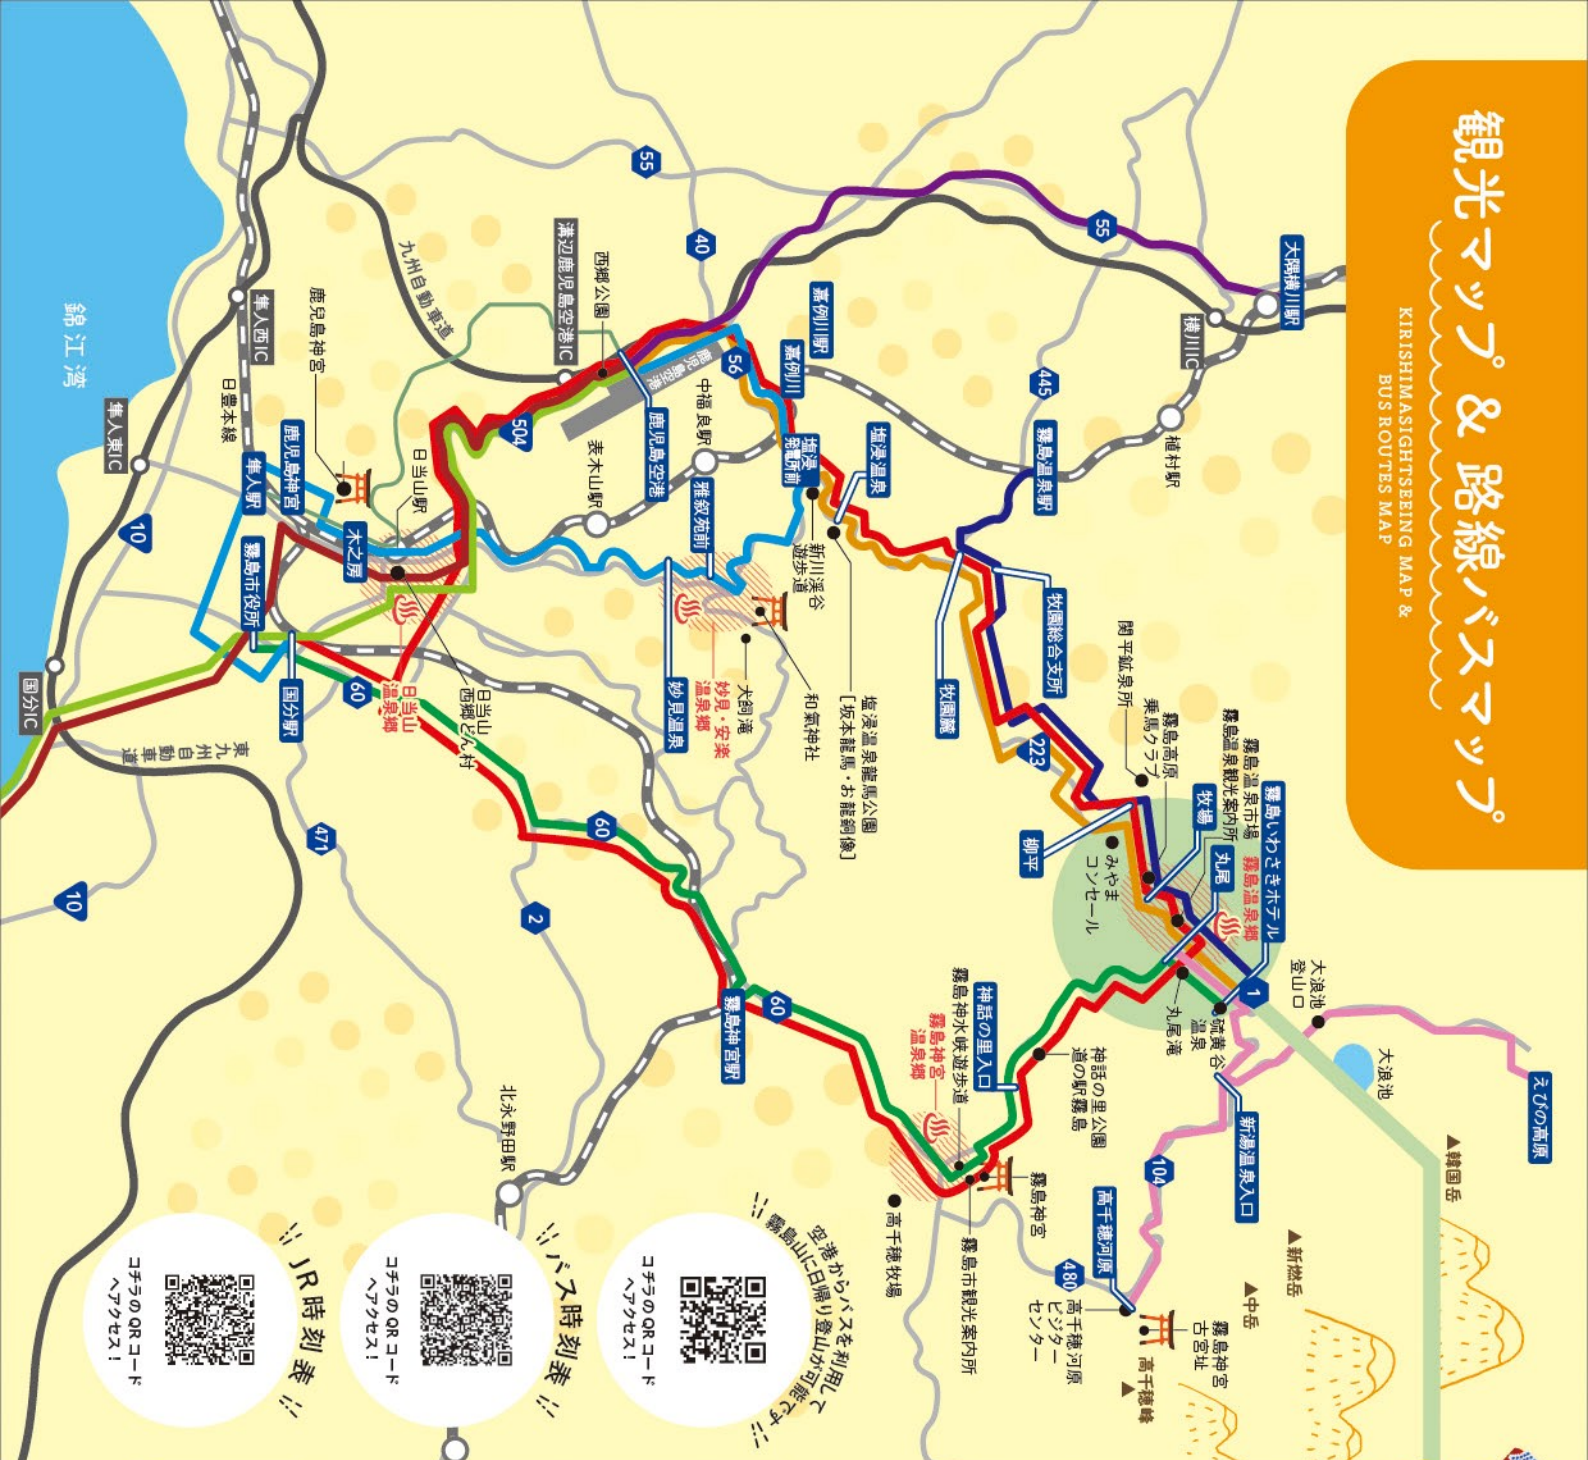 観光マップ & 路線バスマップ
KIRISHIMASIGHTSEEING MAP &
BUS ROUTES MAP
大隅横川駅
横川IC
植村駅
霧島温泉駅
嘉例川駅
嘉例川
中福良駅
表木山駅
塩浸温泉
塩浸
発電所前
新川渓谷
遊歩道
塩浸温泉龍馬公園
[坂本龍馬・お龍銅像]
和氣神社
犬飼滝
妙見・安楽
温泉郷
妙見温泉
雅叙苑前
鹿児島空港
鹿児島空港
西郷公園
溝辺鹿児島空港IC
九州自動車道
鹿児島神宮
隼人西IC
日豊本線
鹿児島神宮
隼人駅
日当山駅
木之房
霧島市役所
国分駅
日当山
温泉郷
日当山
西郷どん村
隼人東IC
国分IC
錦江湾
東九州自動車道
牧園総合支所
牧園麓
関平鉱泉所
霧島高原
乗馬クラブ
柳平
みやま
コンセール
霧島温泉市場
霧島温泉観光案内所
牧場
丸尾
霧島温泉郷
霧島いわさきホテル
丸尾滝
硫黄谷
温泉
大浪池
登山口
大浪池
えびの高原
新湯温泉入口
▲韓国岳
▲新燃岳
▲中岳
高千穂峰
▲
霧島神宮
古宮址
高千穂河原
高千穂河原
ビジター
センター
神話の里公園
道の駅霧島
神話の里入口
霧島神水峡遊歩道
霧島神宮
温泉郷
霧島神宮
霧島市観光案内所
高千穂牧場
霧島神宮駅
北永野田駅
55
55
40
56
445
504
223
1
104
480
60
60
60
2
471
10
10
空港からバスを利用して
霧島山に日帰り登山が可能です
コチラのQRコード
へアクセス!
バス時刻表
コチラのQRコード
へアクセス!
JR時刻表
コチラのQRコード
へアクセス!